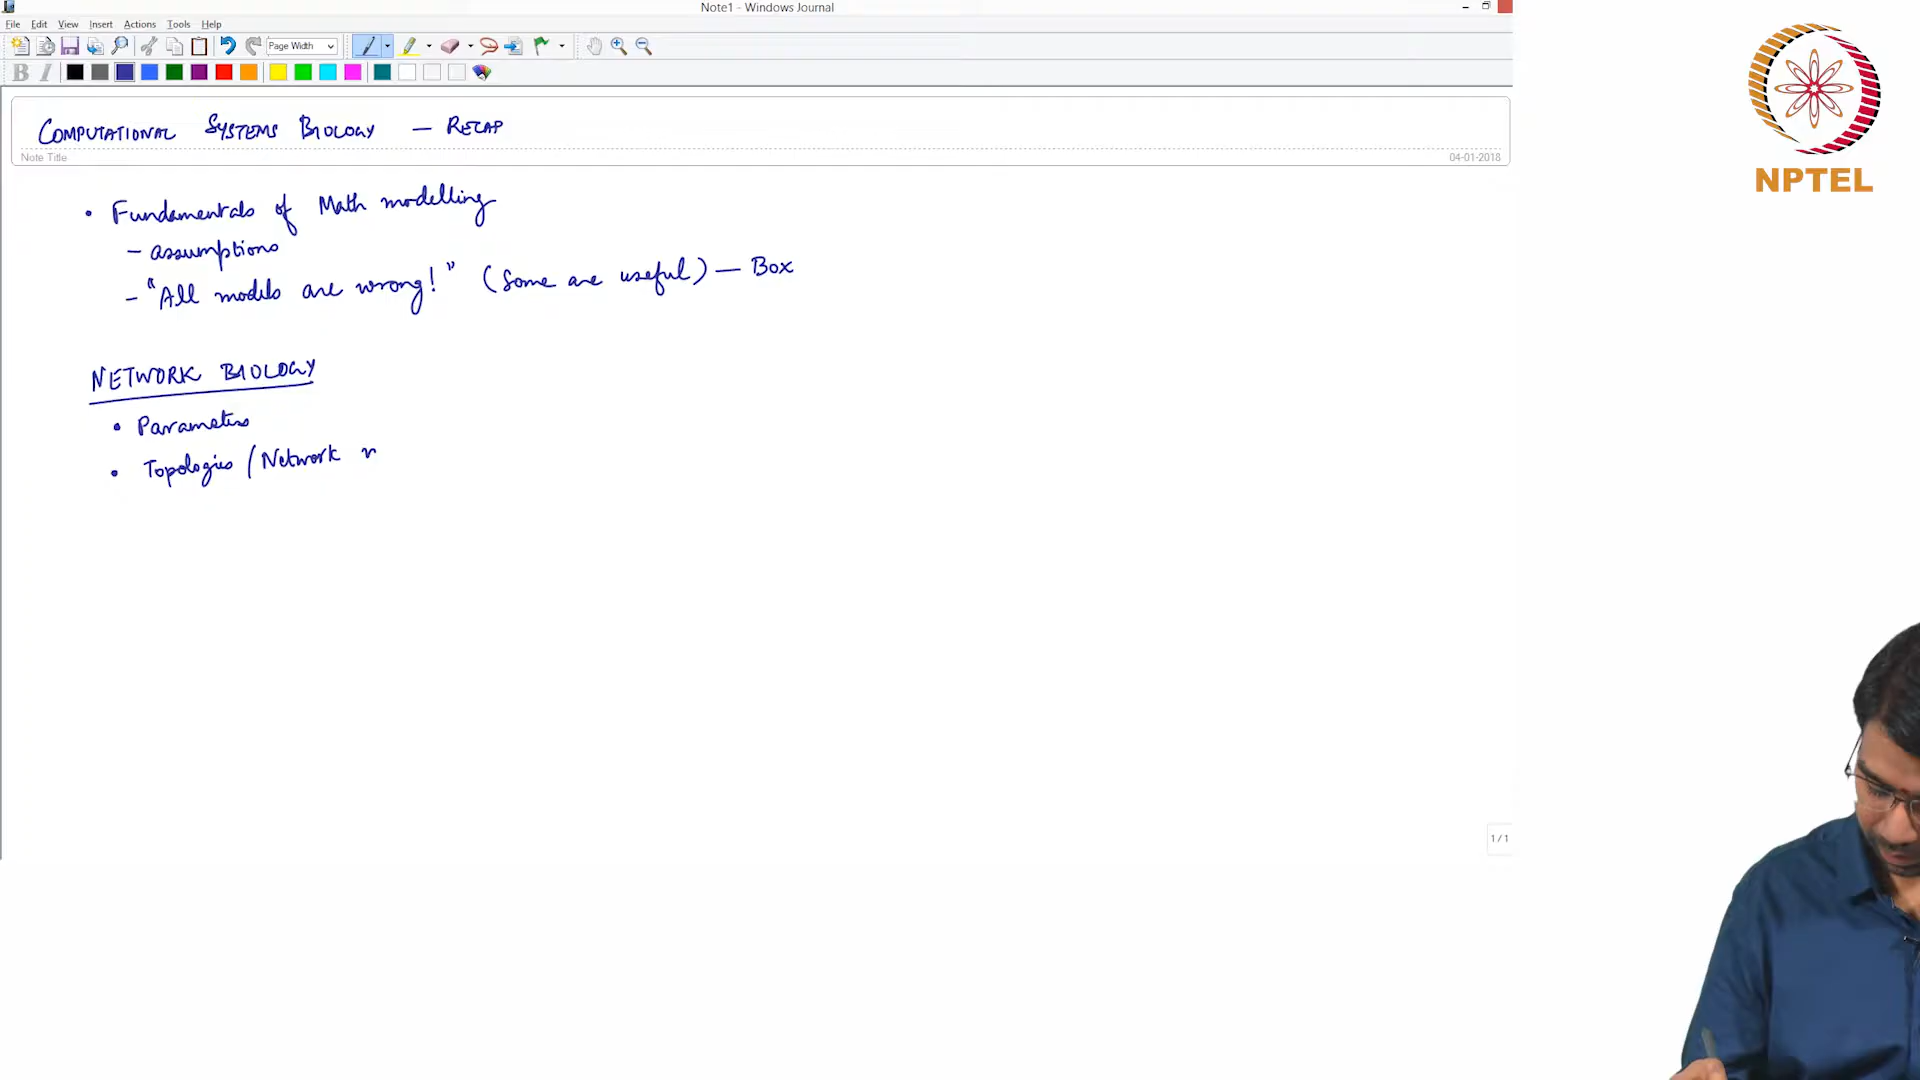 Note1 - Windows Journal
File Edit View Insert Actions Tools Help
Page Width
COMPUTATIONAL SYSTEMS BIOLOGY — RECAP
Note Title
04-01-2018
• Fundamentals of Math modelling
– assumptions
– "All models are wrong!" (Some are useful) — Box
NETWORK BIOLOGY
• Parameters
• Topologies / Network
1 / 1
NPTEL